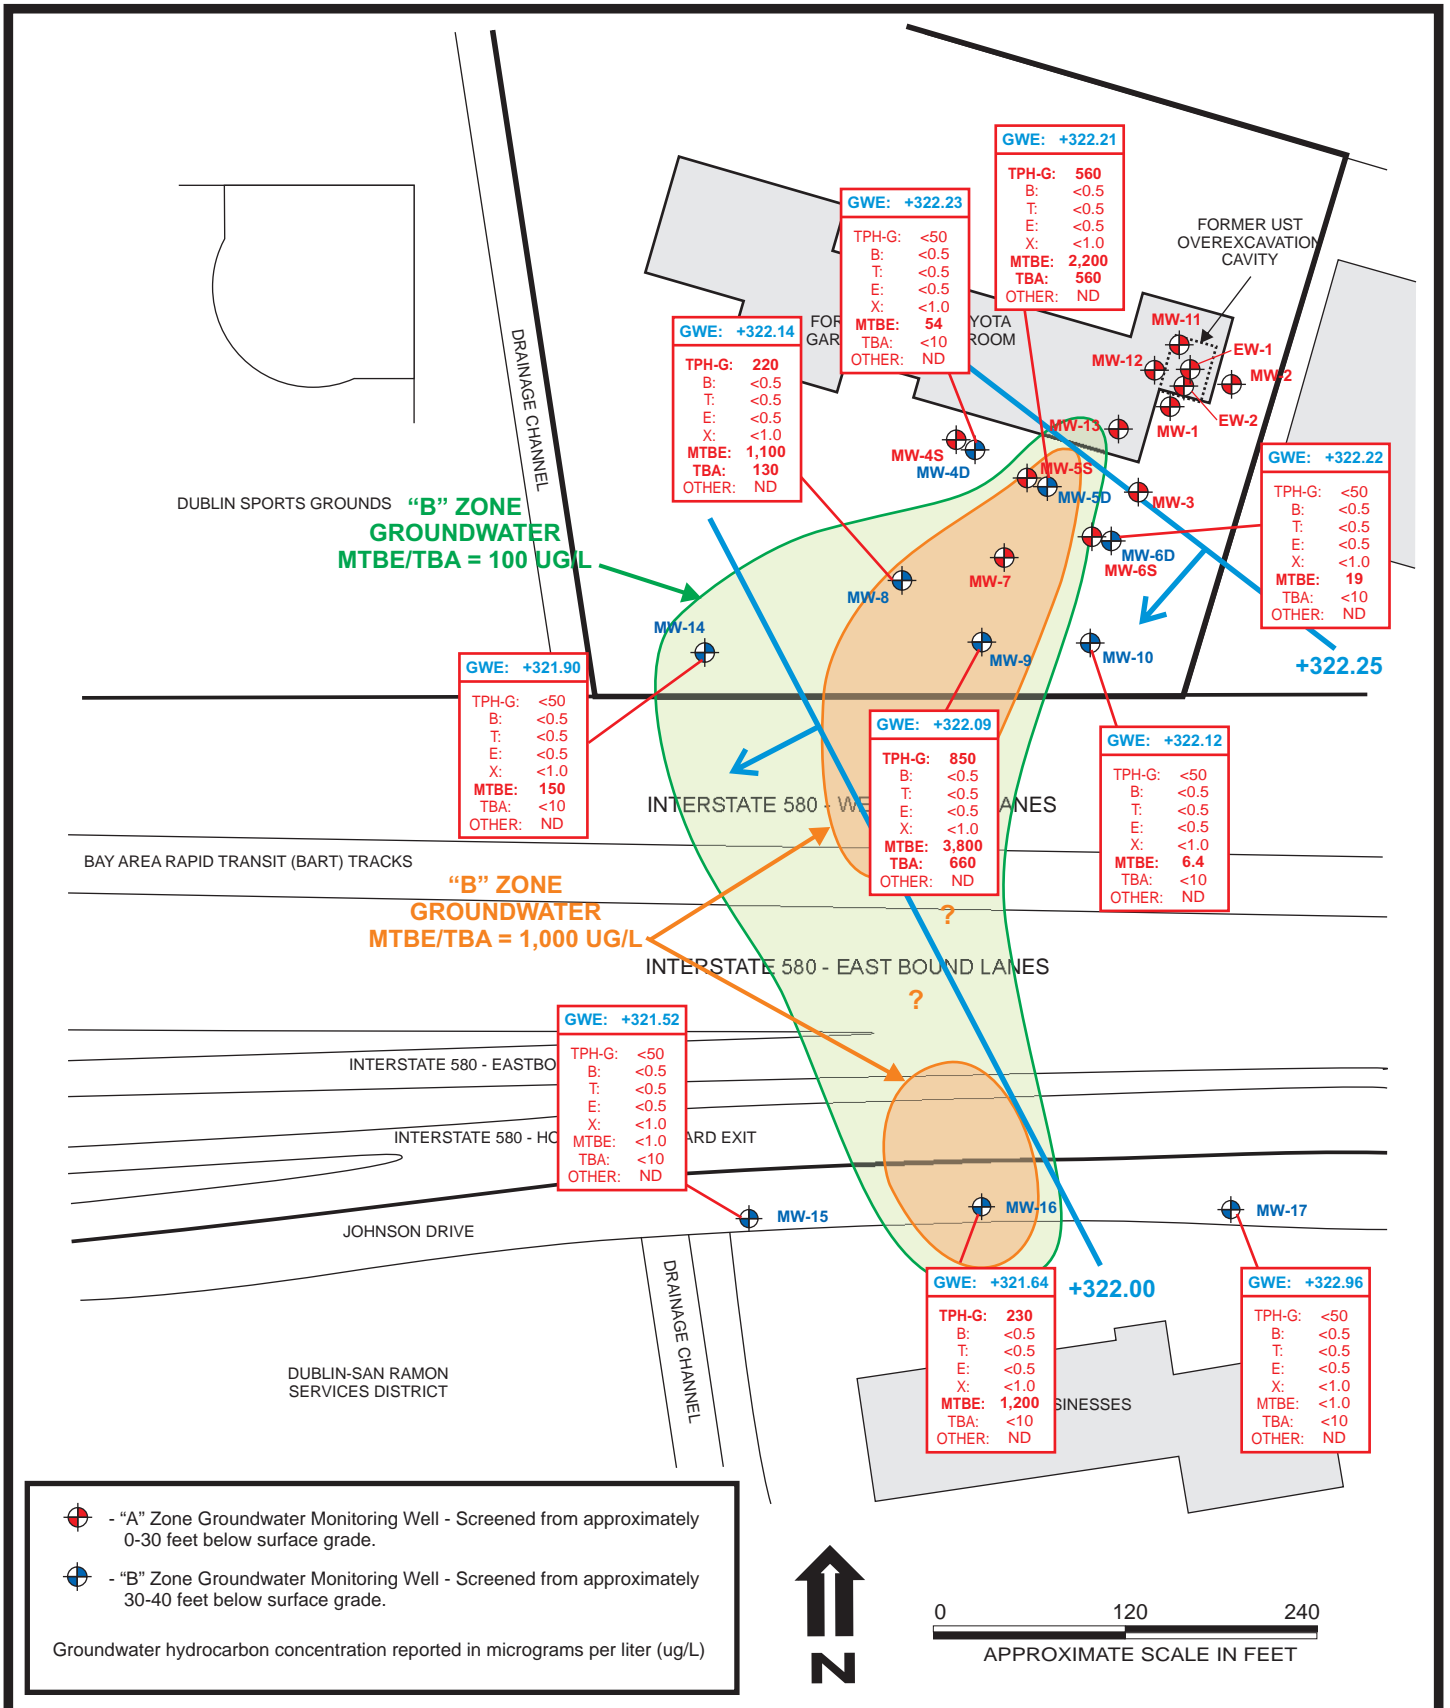 GWE: +322.21
TPH-G: 560
B: <0.5
T: <0.5
E: <0.5
X: <1.0
MTBE: 2,200
TBA: 560
OTHER: ND
GWE: +322.23
TPH-G: <50
B: <0.5
T: <0.5
E: <0.5
X: <1.0
MTBE: 54
TBA: <10
OTHER: ND
FORMER UST
OVEREXCAVATION
CAVITY
GWE: +322.14
TPH-G: 220
B: <0.5
T: <0.5
E: <0.5
X: <1.0
MTBE: 1,100
TBA: 130
OTHER: ND
FOR YOTA
GAR ROOM
MW-11
EW-1
MW-12
MW-2
EW-2
MW-1
MW-13
MW-4S
MW-4D
MW-5S
MW-5D
MW-3
GWE: +322.22
TPH-G: <50
B: <0.5
T: <0.5
E: <0.5
X: <1.0
MTBE: 19
TBA: <10
OTHER: ND
DRAINAGE CHANNEL
DUBLIN SPORTS GROUNDS
“B” ZONE
GROUNDWATER
MTBE/TBA = 100 UG/L
MW-6D
MW-6S
MW-7
MW-8
MW-14
MW-9
MW-10
+322.25
GWE: +321.90
TPH-G: <50
B: <0.5
T: <0.5
E: <0.5
X: <1.0
MTBE: 150
TBA: <10
OTHER: ND
GWE: +322.09
TPH-G: 850
B: <0.5
T: <0.5
E: <0.5
X: <1.0
MTBE: 3,800
TBA: 660
OTHER: ND
GWE: +322.12
TPH-G: <50
B: <0.5
T: <0.5
E: <0.5
X: <1.0
MTBE: 6.4
TBA: <10
OTHER: ND
INTERSTATE 580 - WE ANES
BAY AREA RAPID TRANSIT (BART) TRACKS
“B” ZONE
GROUNDWATER
MTBE/TBA = 1,000 UG/L
?
INTERSTATE 580 - EAST BOUND LANES
?
GWE: +321.52
TPH-G: <50
B: <0.5
T: <0.5
E: <0.5
X: <1.0
MTBE: <1.0
TBA: <10
OTHER: ND
INTERSTATE 580 - EASTBO
INTERSTATE 580 - HO ARD EXIT
MW-15
MW-16
MW-17
JOHNSON DRIVE
DRAINAGE CHANNEL
GWE: +321.64
TPH-G: 230
B: <0.5
T: <0.5
E: <0.5
X: <1.0
MTBE: 1,200
TBA: <10
OTHER: ND
+322.00
GWE: +322.96
TPH-G: <50
B: <0.5
T: <0.5
E: <0.5
X: <1.0
MTBE: <1.0
TBA: <10
OTHER: ND
DUBLIN-SAN RAMON
SERVICES DISTRICT
SINESSES
- “A” Zone Groundwater Monitoring Well - Screened from approximately
0-30 feet below surface grade.
- “B” Zone Groundwater Monitoring Well - Screened from approximately
30-40 feet below surface grade.
Groundwater hydrocarbon concentration reported in micrograms per liter (ug/L)
N
0 120 240
APPROXIMATE SCALE IN FEET